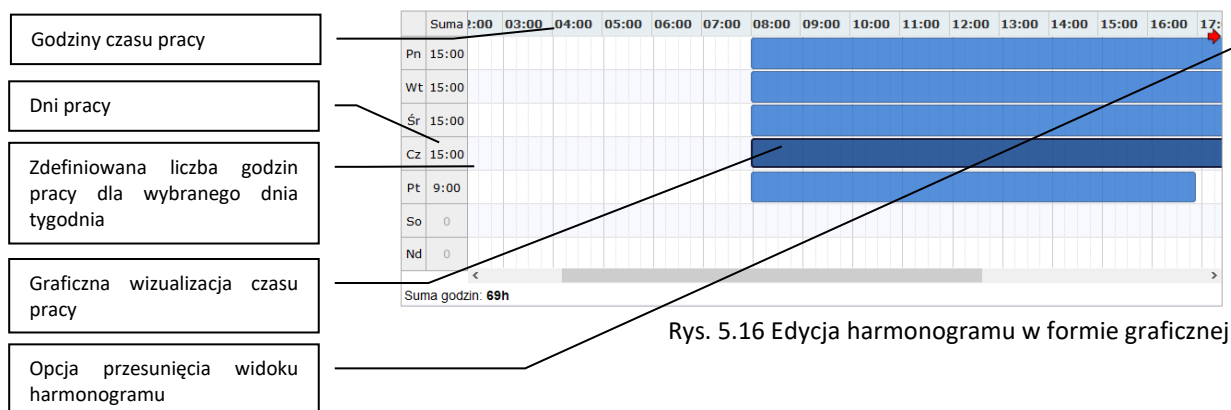 Godziny czasu pracy
Dni pracy
Zdefiniowana liczba godzin
pracy dla wybranego dnia
tygodnia
Graficzna wizualizacja czasu
pracy
Opcja przesunięcia widoku
harmonogramu
Suma 2:00 03:00 04:00 05:00 06:00 07:00 08:00 09:00 10:00 11:00 12:00 13:00 14:00 15:00 16:00 17:
Pn 15:00
Wt 15:00
Śr 15:00
Cz 15:00
Pt 9:00
So 0
Nd 0
Suma godzin: 69h
Rys. 5.16 Edycja harmonogramu w formie graficznej